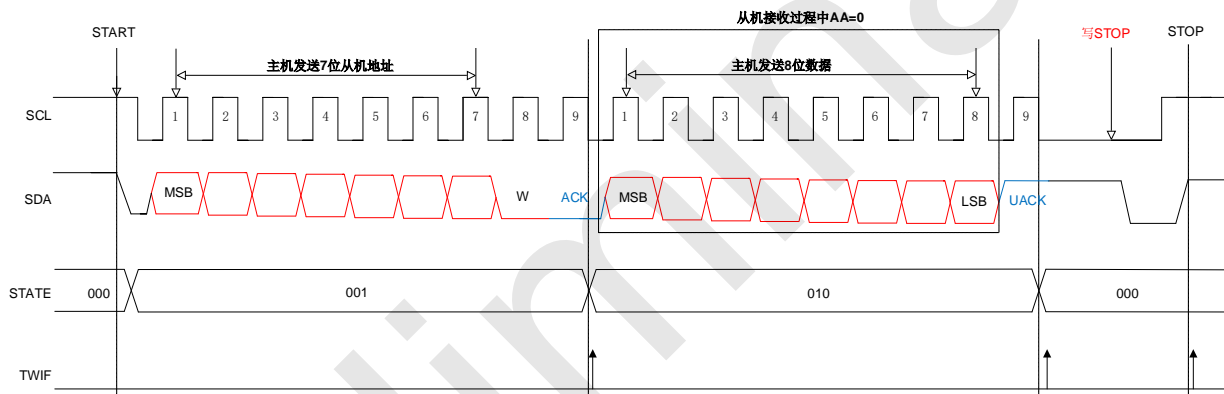 从机接收过程中AA=0
START
写STOP
STOP
主机发送7位从机地址
主机发送8位数据
SCL
1 2 3 4 5 6 7 8 9 1 2 3 4 5 6 7 8 9
SDA
MSB W ACK MSB LSB UACK
STATE 000 001 010 000
TWIF